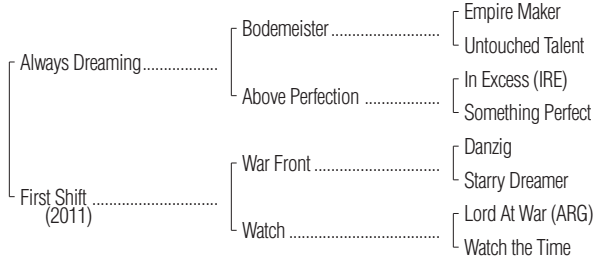 Empire Maker
Bodemeister
Untouched Talent
Always Dreaming
In Excess (IRE)
Above Perfection
Something Perfect
Danzig
War Front
Starry Dreamer
First Shift
(2011)
Lord At War (ARG)
Watch
Watch the Time